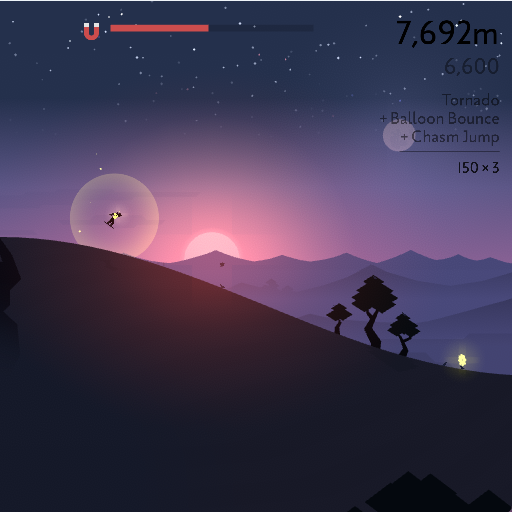 7,692m
6,600
Tornado
+ Balloon Bounce
+ Chasm Jump
150 × 3